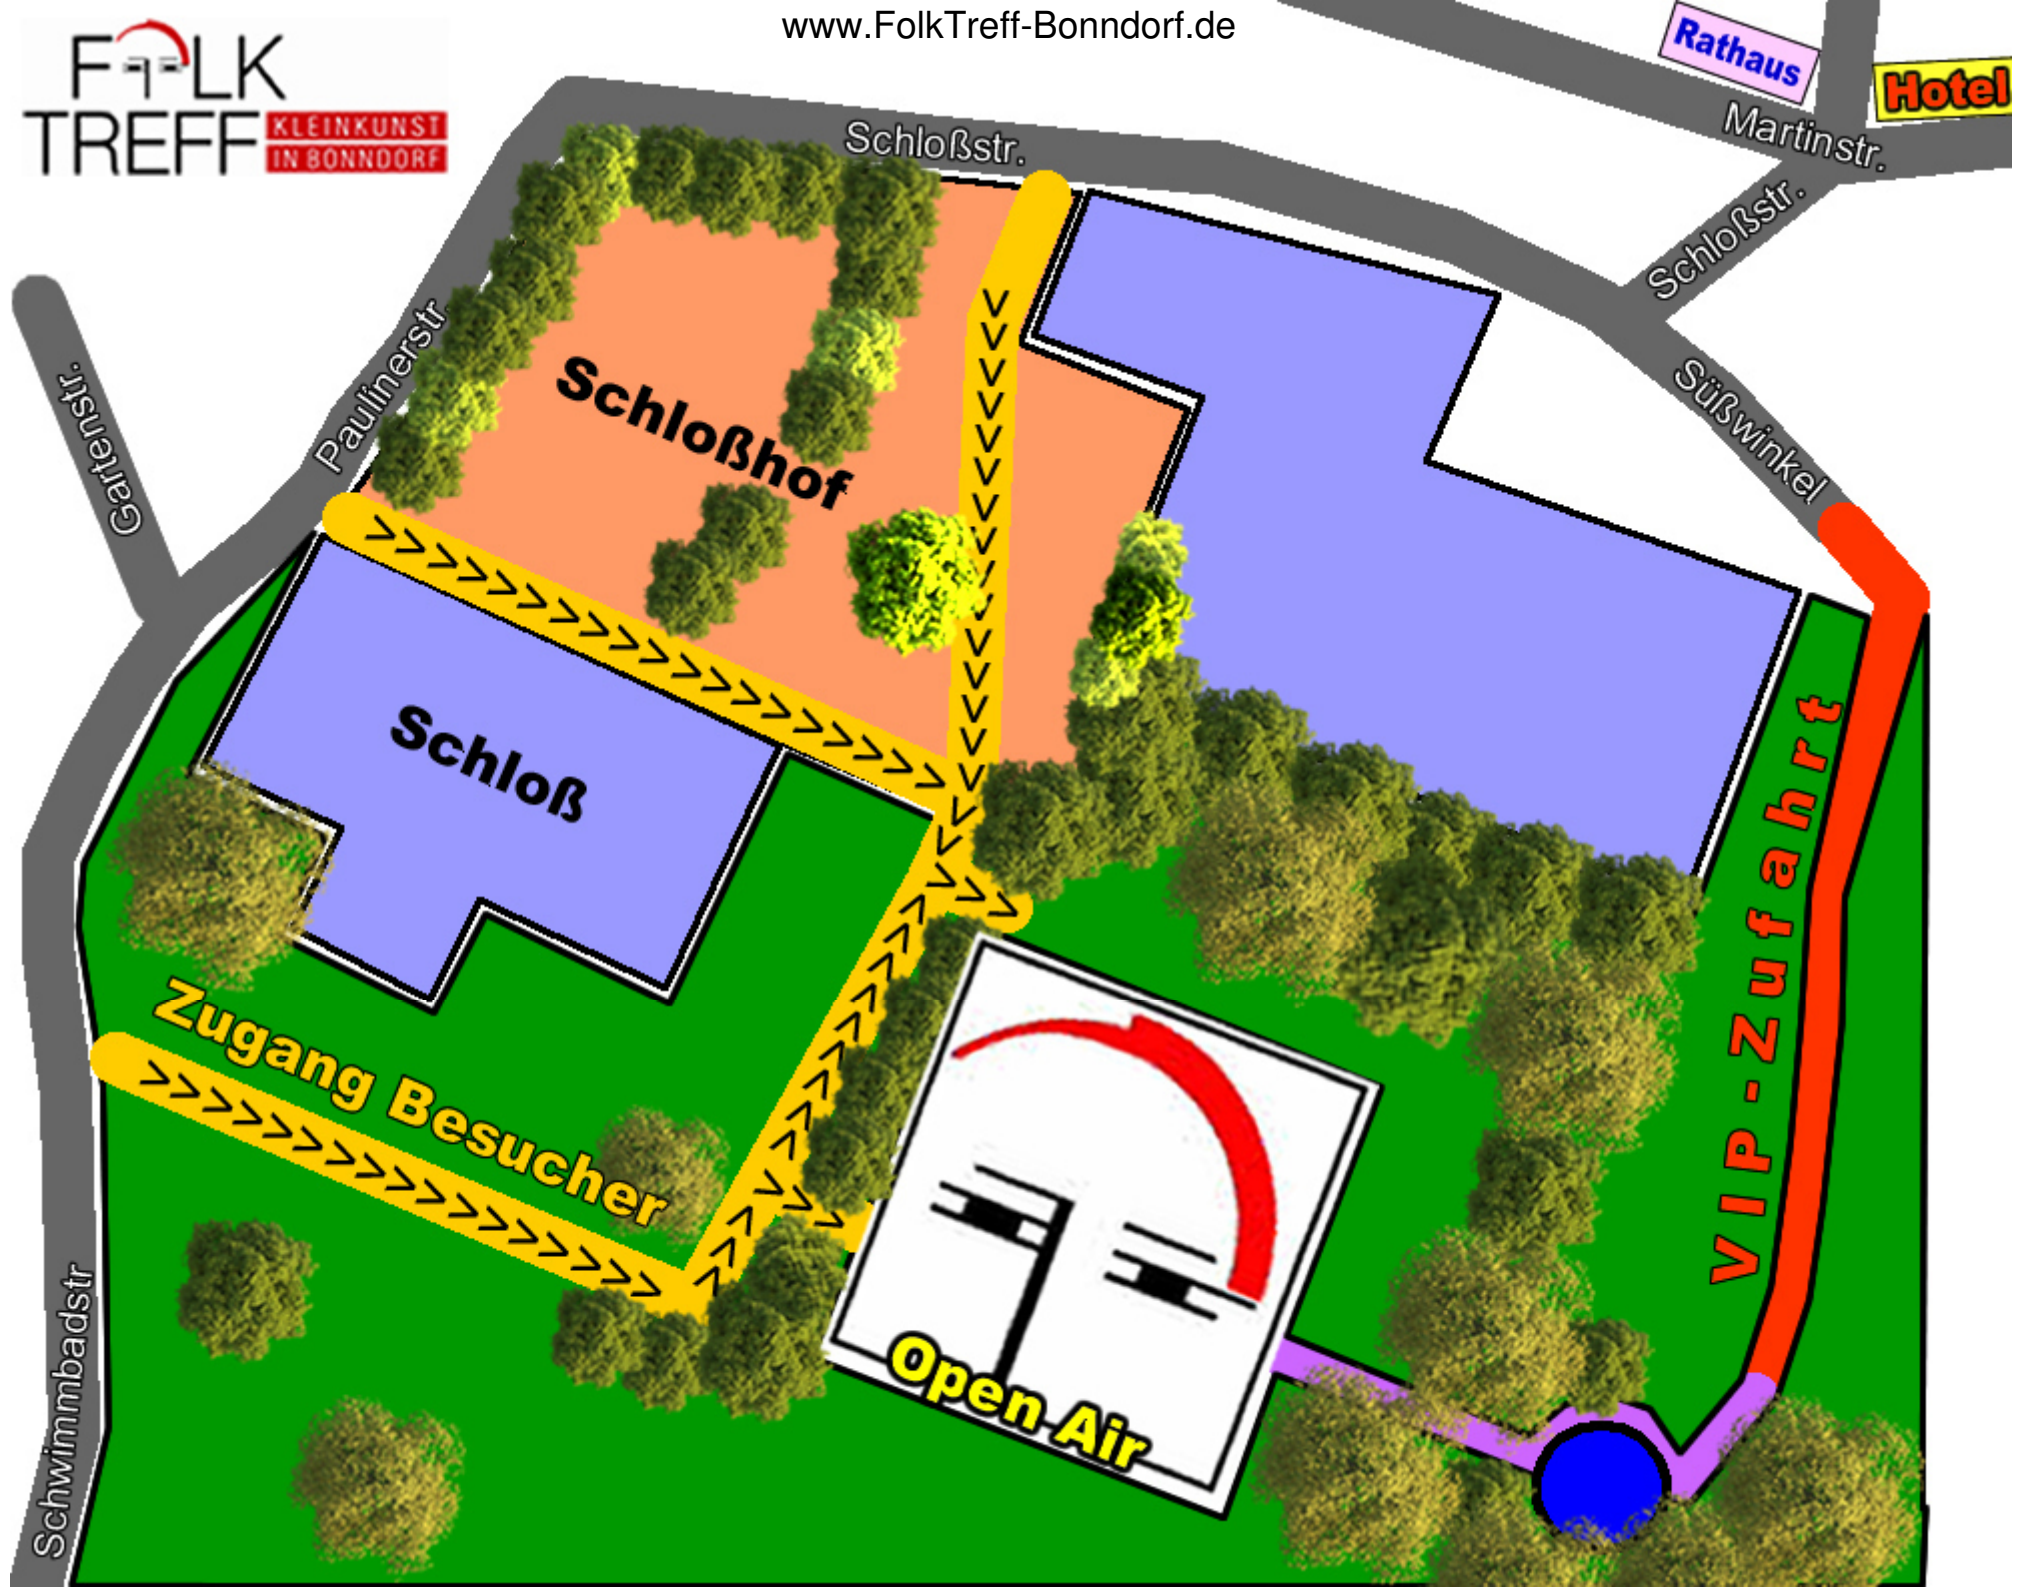 www.FolkTreff-Bonndorf.de
FOLK
TREFF
KLEINKUNST
IN BONNDORF
Rathaus
Hotel
Martinstr.
Schloßstr.
Schloßstr.
Süßwinkel
Paulinerstr.
Gartenstr.
Schloßhof
>>>>>>>>>>>>>>>>>>>
Schloß
VIP-Zufahrt
Zugang Besucher
>>>>>>>>>>>>>>>>>>>
Open Air
Schwimmbadstr